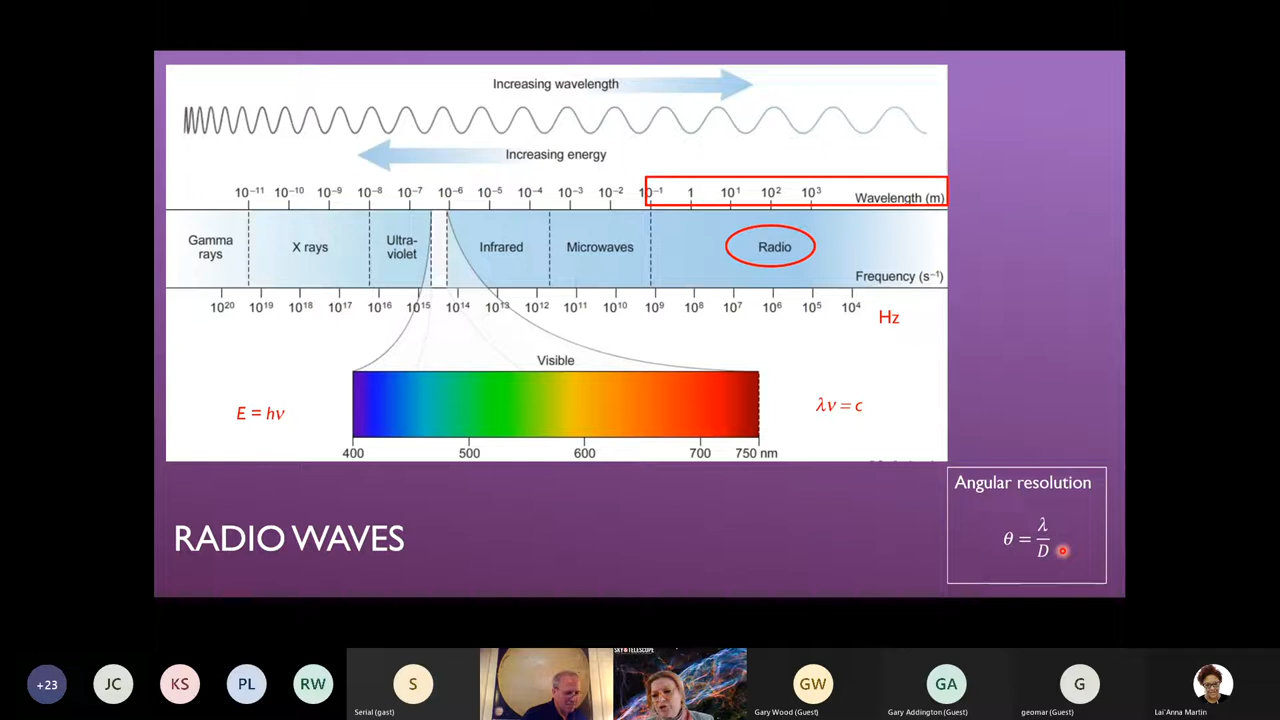 Increasing wavelength
Increasing energy
10⁻¹¹ 10⁻¹⁰ 10⁻⁹ 10⁻⁸ 10⁻⁷ 10⁻⁶ 10⁻⁵ 10⁻⁴ 10⁻³ 10⁻² 10⁻¹ 1 10¹ 10² 10³ Wavelength (m)
Gamma rays X rays Ultra-violet Infrared Microwaves Radio
Frequency (s⁻¹)
10²⁰ 10¹⁹ 10¹⁸ 10¹⁷ 10¹⁶ 10¹⁵ 10¹⁴ 10¹³ 10¹² 10¹¹ 10¹⁰ 10⁹ 10⁸ 10⁷ 10⁶ 10⁵ 10⁴
Hz
Visible
E = hν
λν = c
400 500 600 700 750 nm
Angular resolution
θ = λ/D
RADIO WAVES
SKY & TELESCOPE
+23 JC KS PL RW S GW GA G
Serial (gast) Gary Wood (Guest) Gary Addington (Guest) geomar (Guest) Lai'Anna Martin